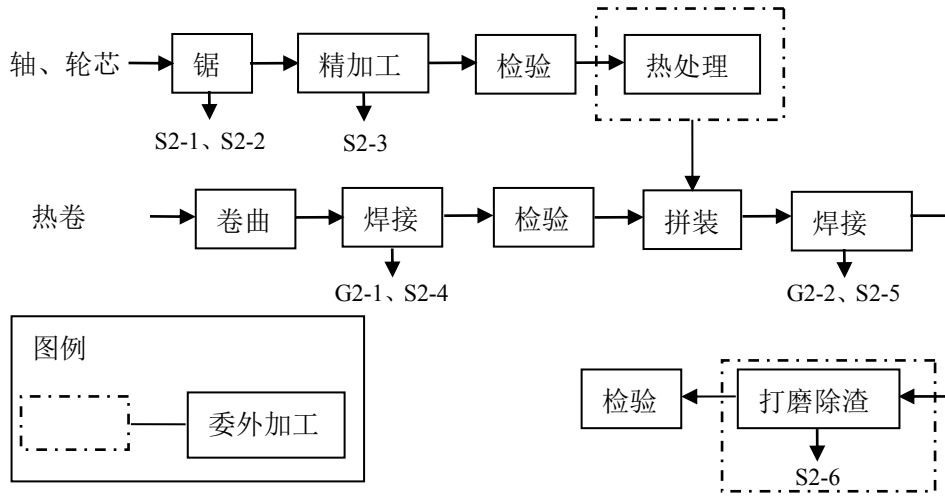 轴、轮芯
锯
精加工
检验
热处理
S2-1、S2-2
S2-3
热卷
卷曲
焊接
检验
拼装
焊接
G2-1、S2-4
G2-2、S2-5
图例
委外加工
检验
打磨除渣
S2-6